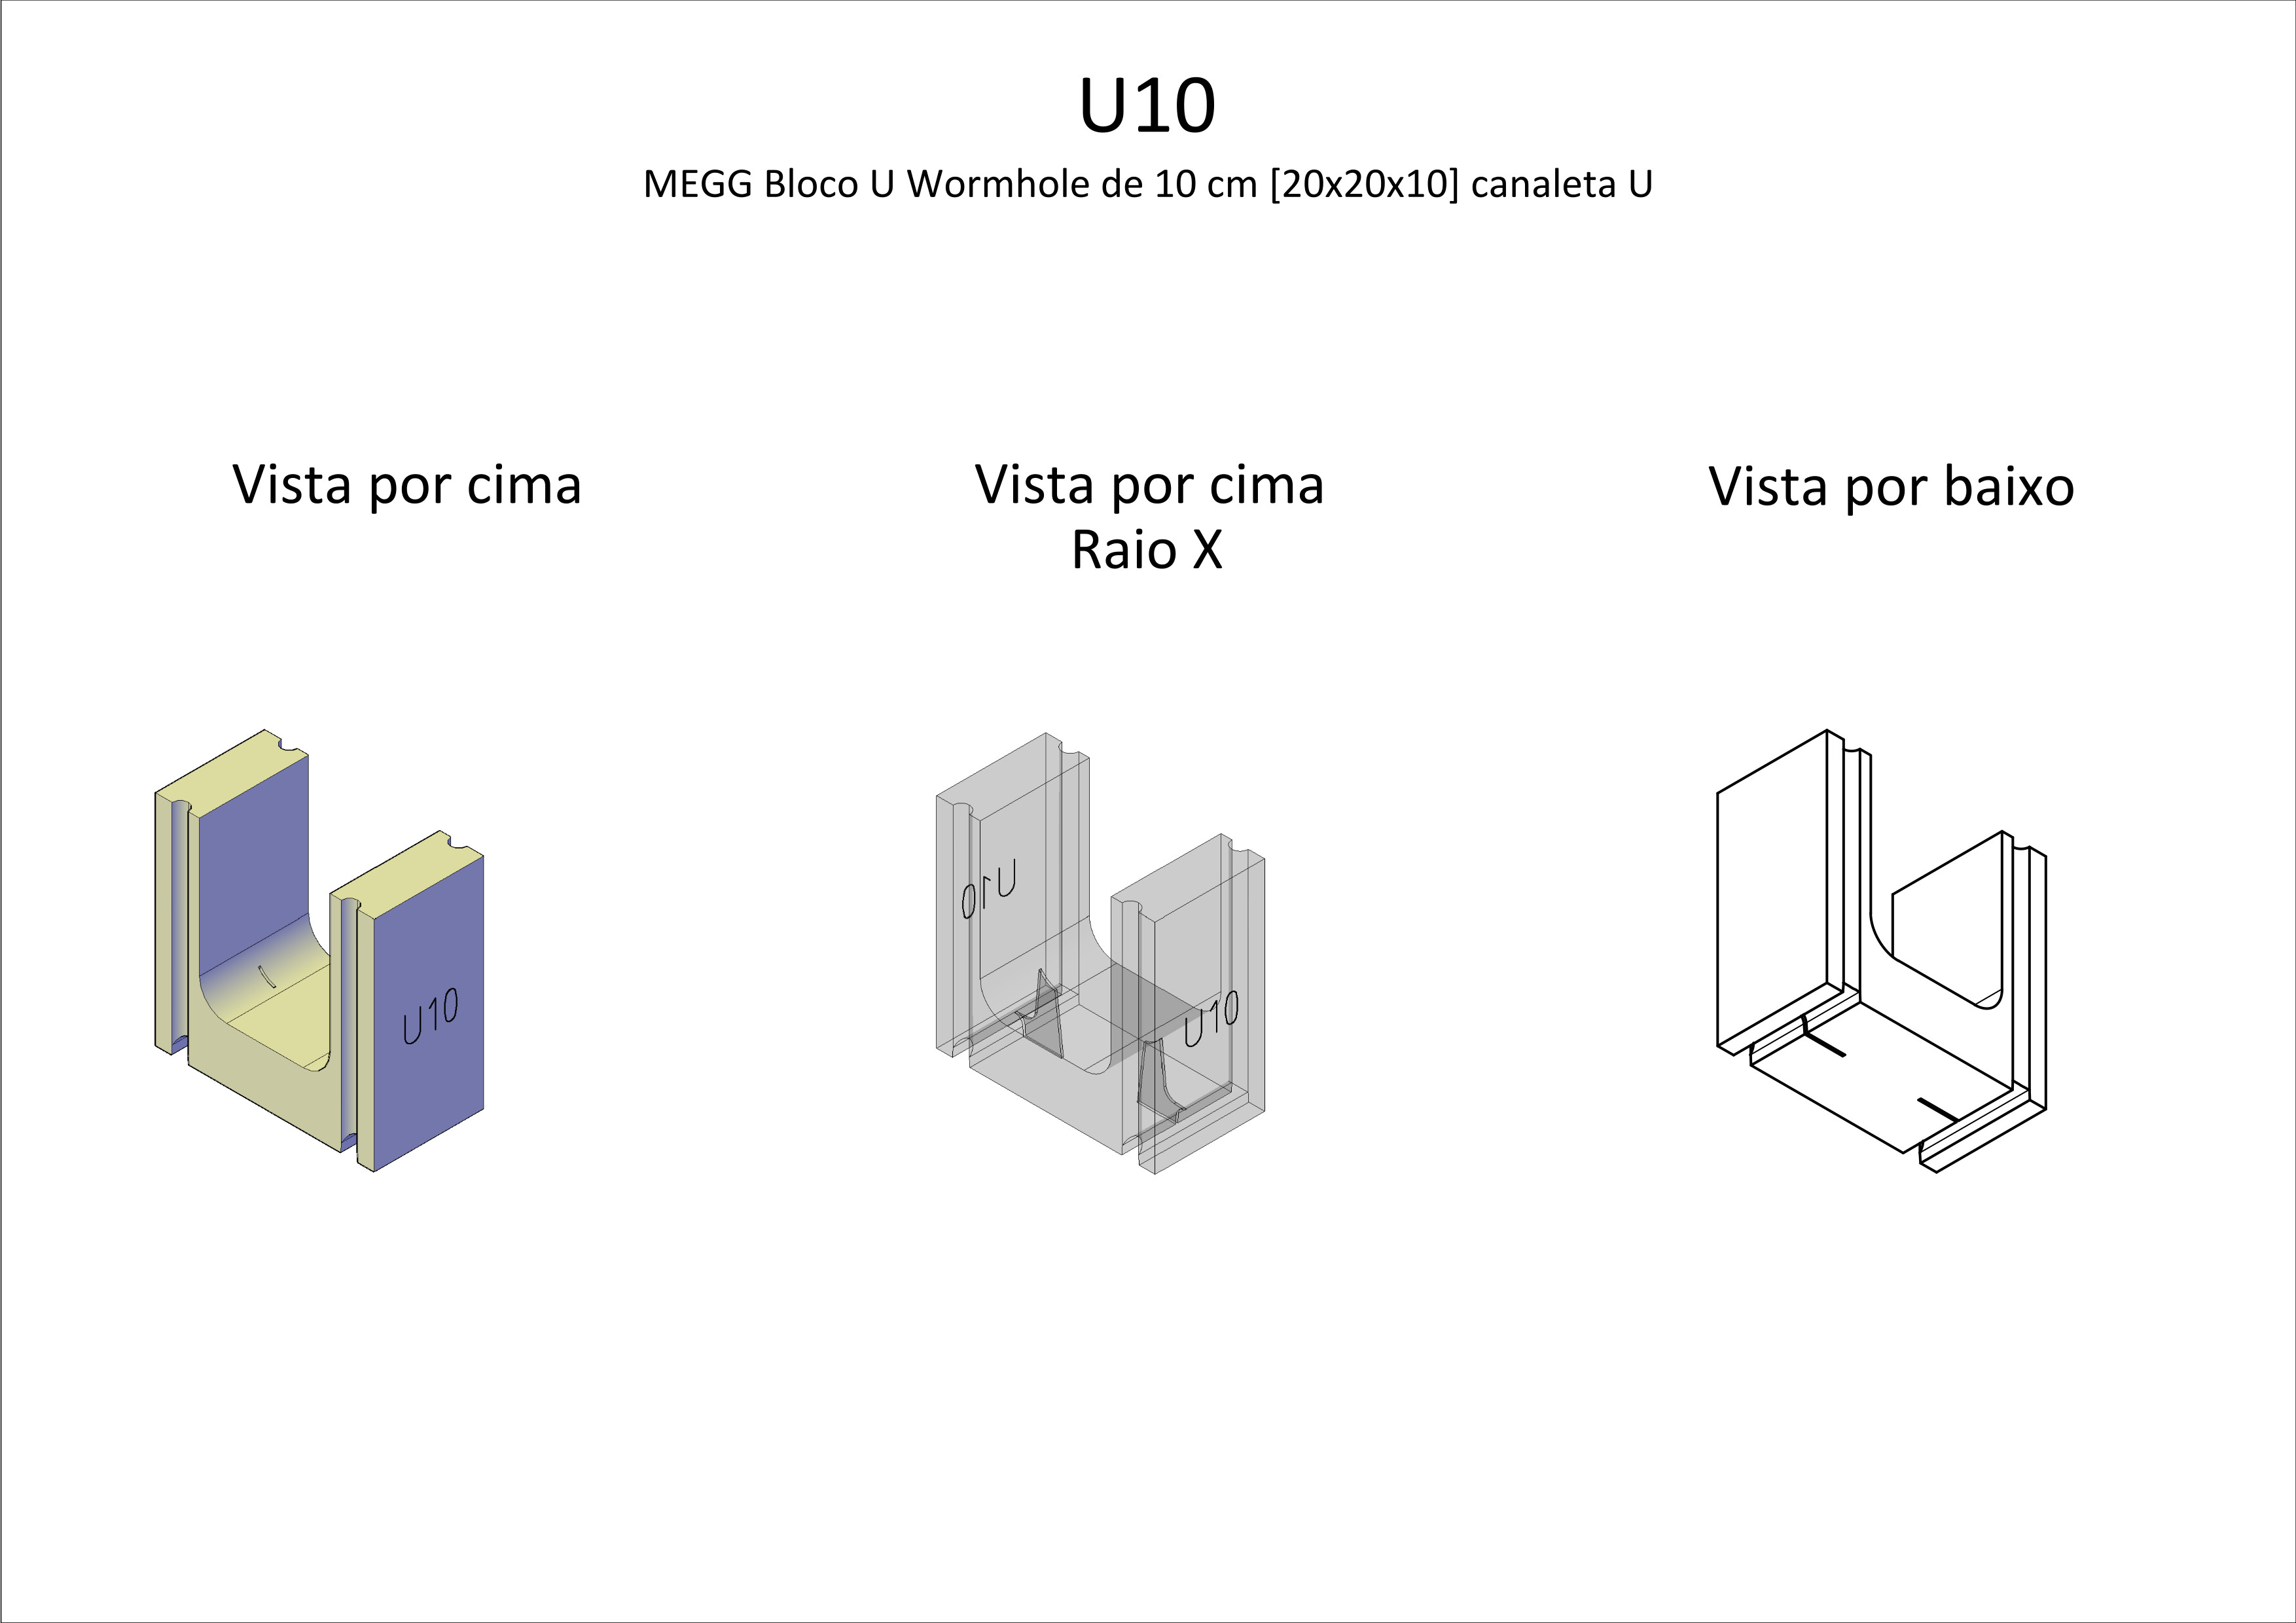 U10
MEGG Bloco U Wormhole de 10 cm [20x20x10] canaleta U
Vista por cima
Vista por cima
Raio X
Vista por baixo
U10
U10
U10